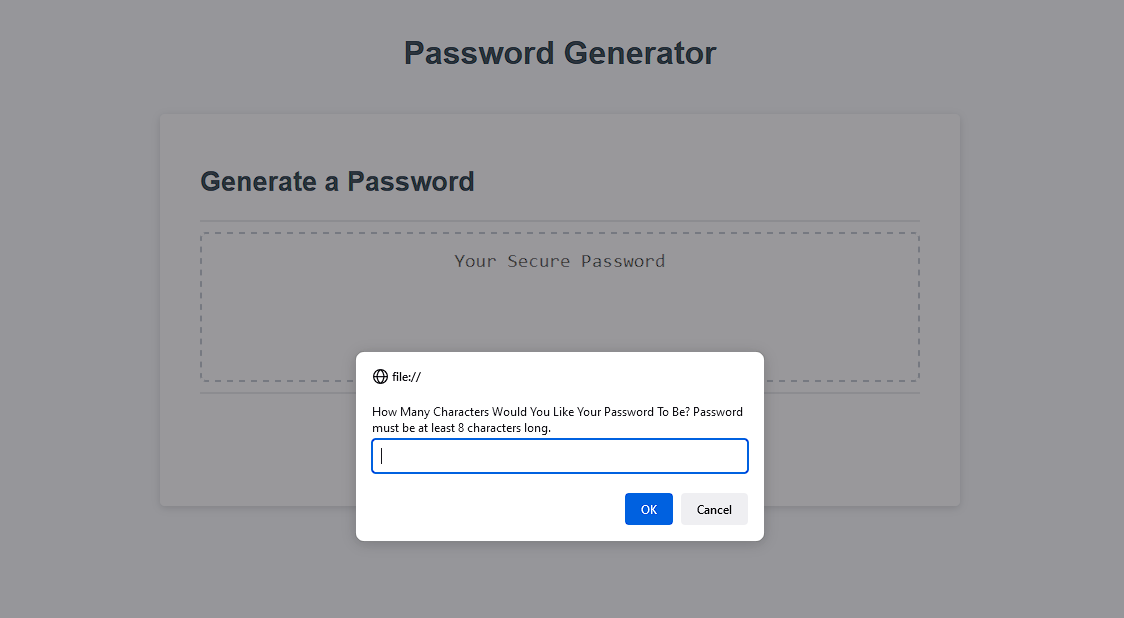 Password Generator
Generate a Password
Your Secure Password
file://
How Many Characters Would You Like Your Password To Be? Password
must be at least 8 characters long.
OK
Cancel